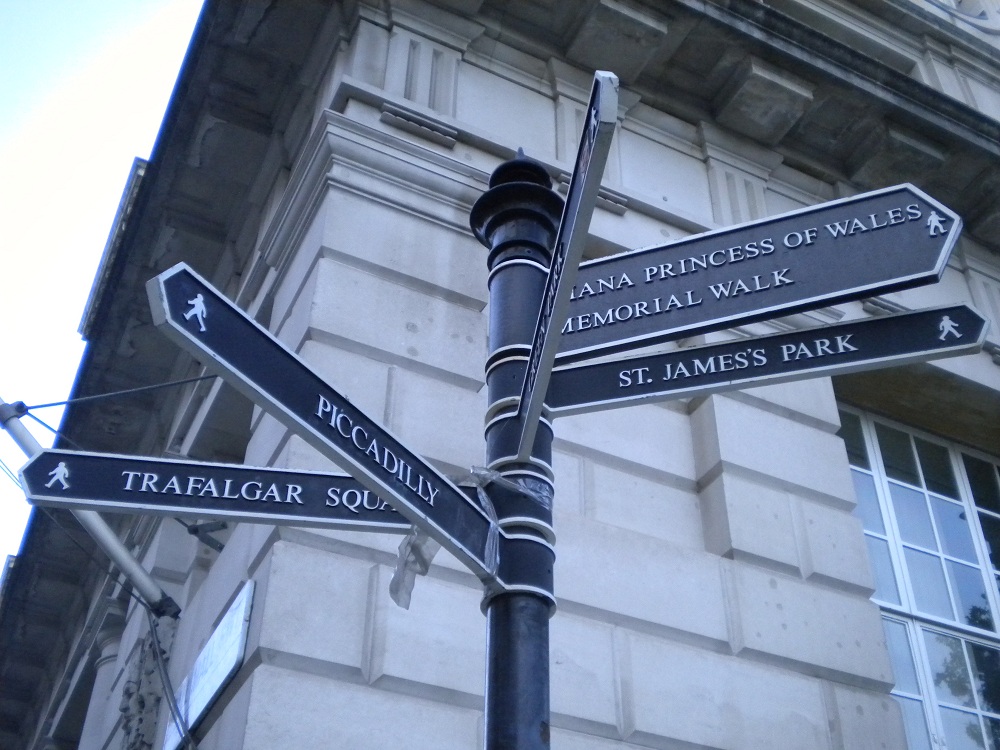 IANA PRINCESS OF WALES
MEMORIAL WALK
ST. JAMES'S PARK
PICCADILLY
TRAFALGAR SQUA